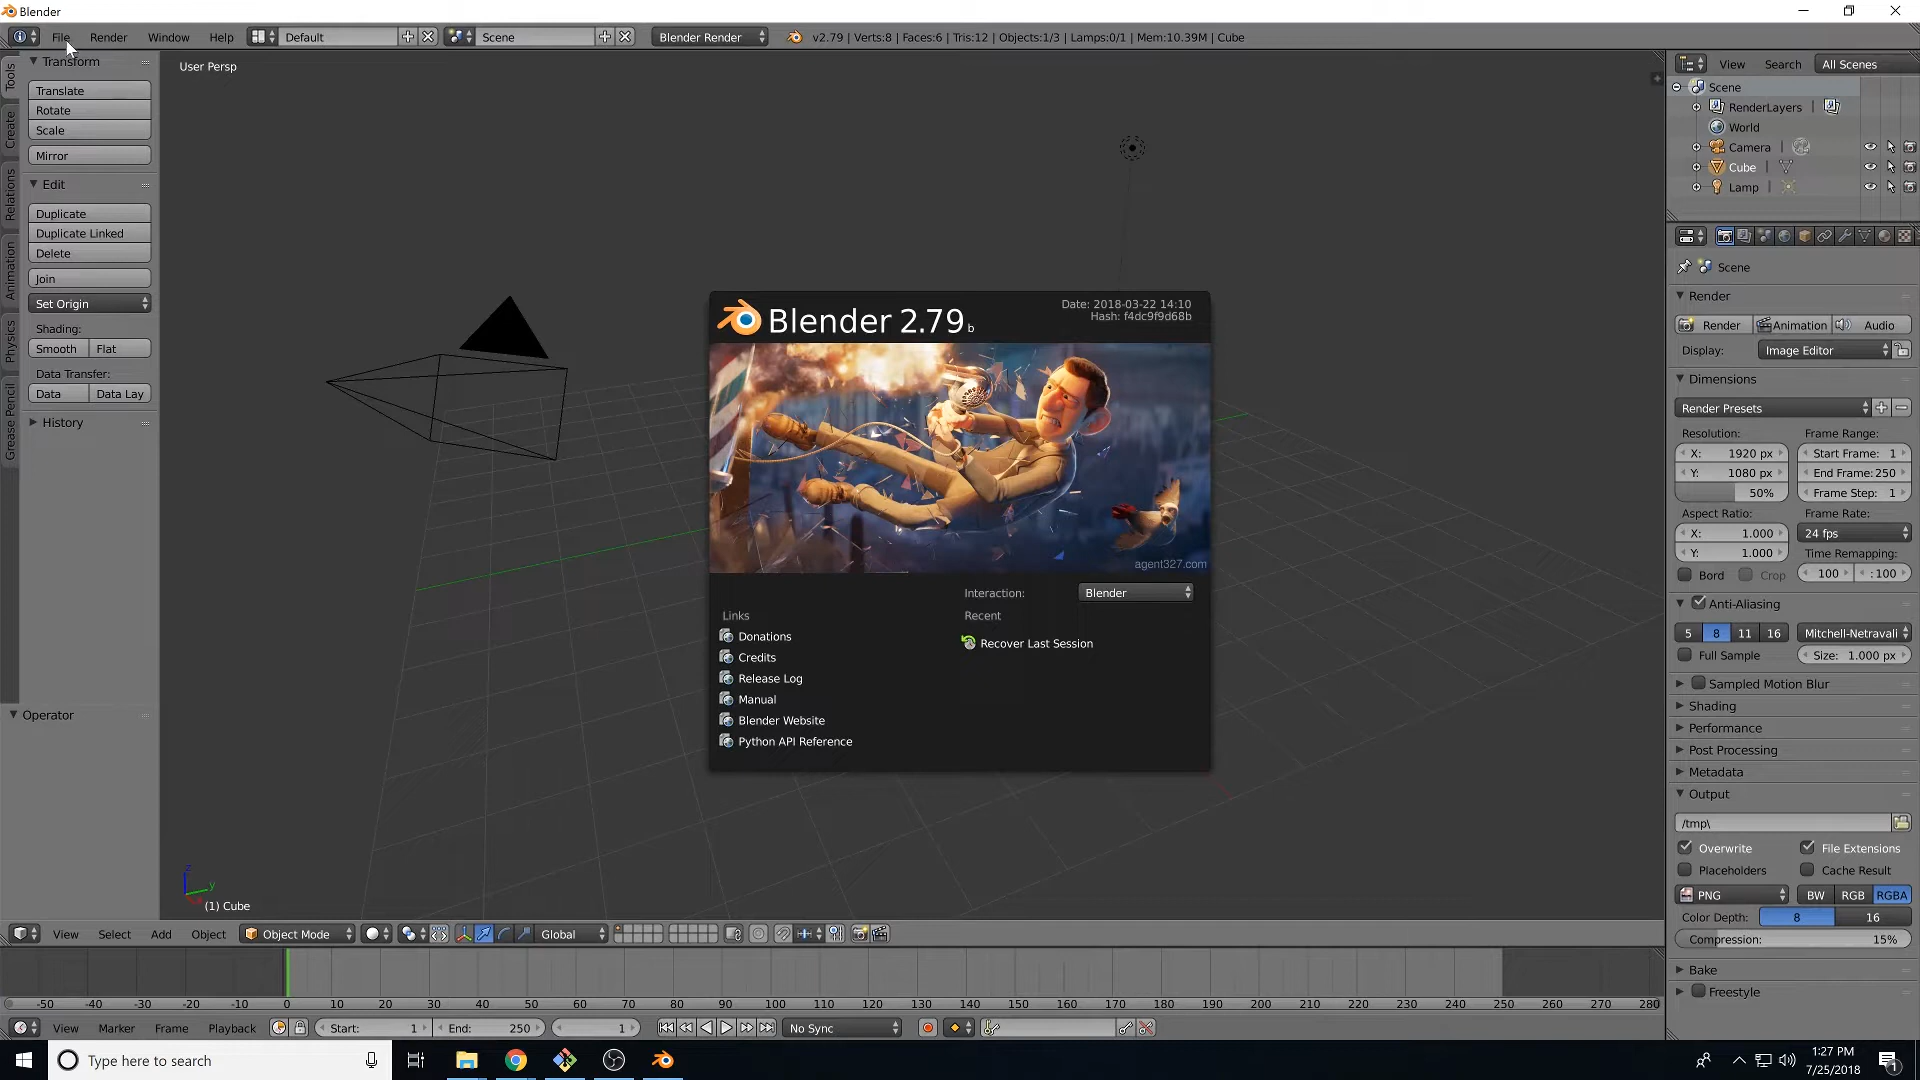 Blender
File Render Window Help Default Scene Blender Render v2.79 | Verts:8 | Faces:6 | Tris:12 | Objects:1/3 | Lamps:0/1 | Mem:10.39M | Cube
Tools
Create
Relations
Animation
Physics
Grease Pencil
Transform
Translate
Rotate
Scale
Mirror
Edit
Duplicate
Duplicate Linked
Delete
Join
Set Origin
Shading:
Smooth Flat
Data Transfer:
Data Data Lay
History
Operator
User Persp
Blender 2.79 b
Date: 2018-03-22 14:10
Hash: f4dc9f9d68b
agent327.com
Interaction: Blender
Links
Donations
Credits
Release Log
Manual
Blender Website
Python API Reference
Recent
Recover Last Session
z
y
(1) Cube
View Search All Scenes
Scene
RenderLayers |
World
Camera |
Cube |
Lamp |
Scene
Render
Render Animation Audio
Display: Image Editor
Dimensions
Render Presets
Resolution: Frame Range:
X: 1920 px Start Frame: 1
Y: 1080 px End Frame: 250
50% Frame Step: 1
Aspect Ratio: Frame Rate:
X: 1.000 24 fps
Y: 1.000 Time Remapping:
Bord Crop 100 : 100
Anti-Aliasing
5 8 11 16 Mitchell-Netravali
Full Sample Size: 1.000 px
Sampled Motion Blur
Shading
Performance
Post Processing
Metadata
Output
/tmp\
Overwrite File Extensions
Placeholders Cache Result
PNG BW RGB RGBA
Color Depth: 8 16
Compression: 15%
Bake
Freestyle
View Select Add Object Object Mode Global
-50 -40 -30 -20 -10 0 10 20 30 40 50 60 70 80 90 100 110 120 130 140 150 160 170 180 190 200 210 220 230 240 250 260 270 280
View Marker Frame Playback Start: 1 End: 250 1 No Sync
Type here to search
1:27 PM
7/25/2018
1